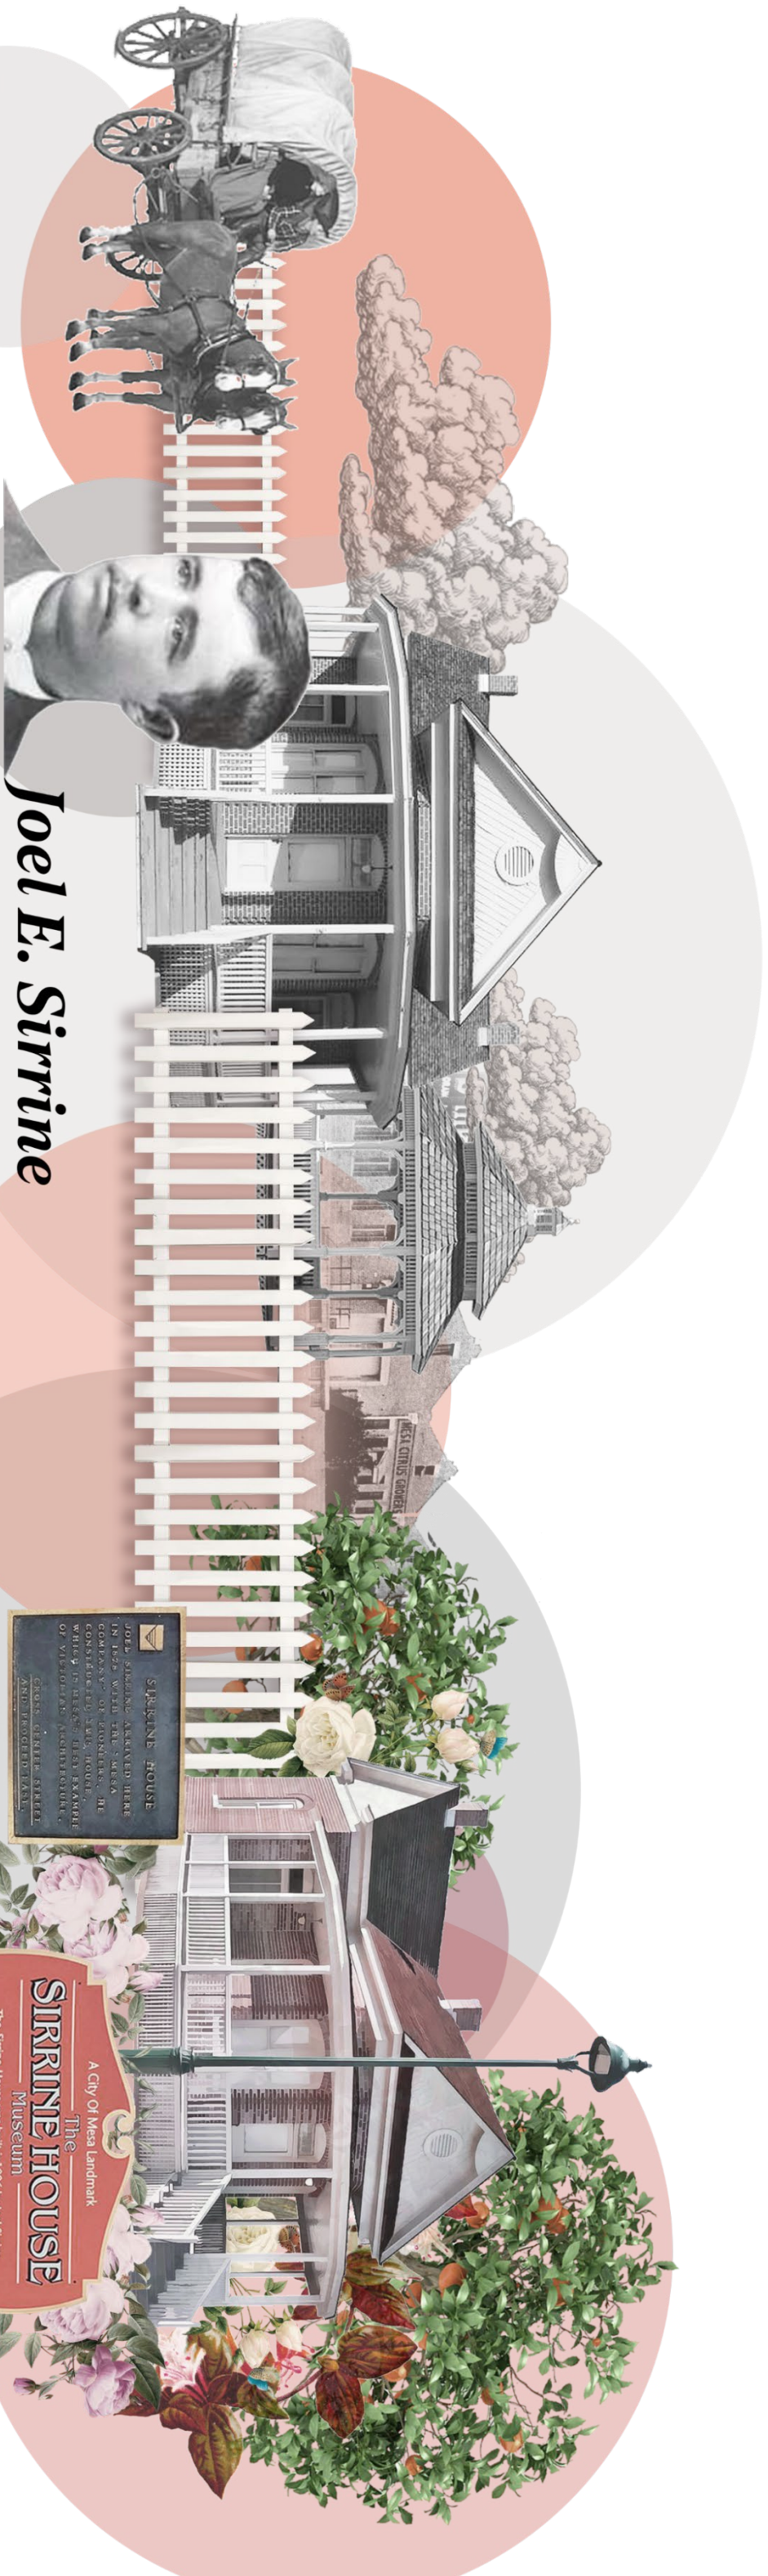 Joel E. Sirrine
MESA CITRUS GROWERS
SIRRINE HOUSE
JOEL SIRRINE ARRIVED HERE
IN 1878 WITH THE "MESA
COMPANY" OF PIONEERS. HE
CONSTRUCTED THIS HOUSE,
WHICH IS MESA'S BEST EXAMPLE
OF VICTORIAN ARCHITECTURE.
CROSS CENTER STREET
AND PROCEED EAST.
A City Of Mesa Landmark
The
SIRRINE HOUSE
Museum